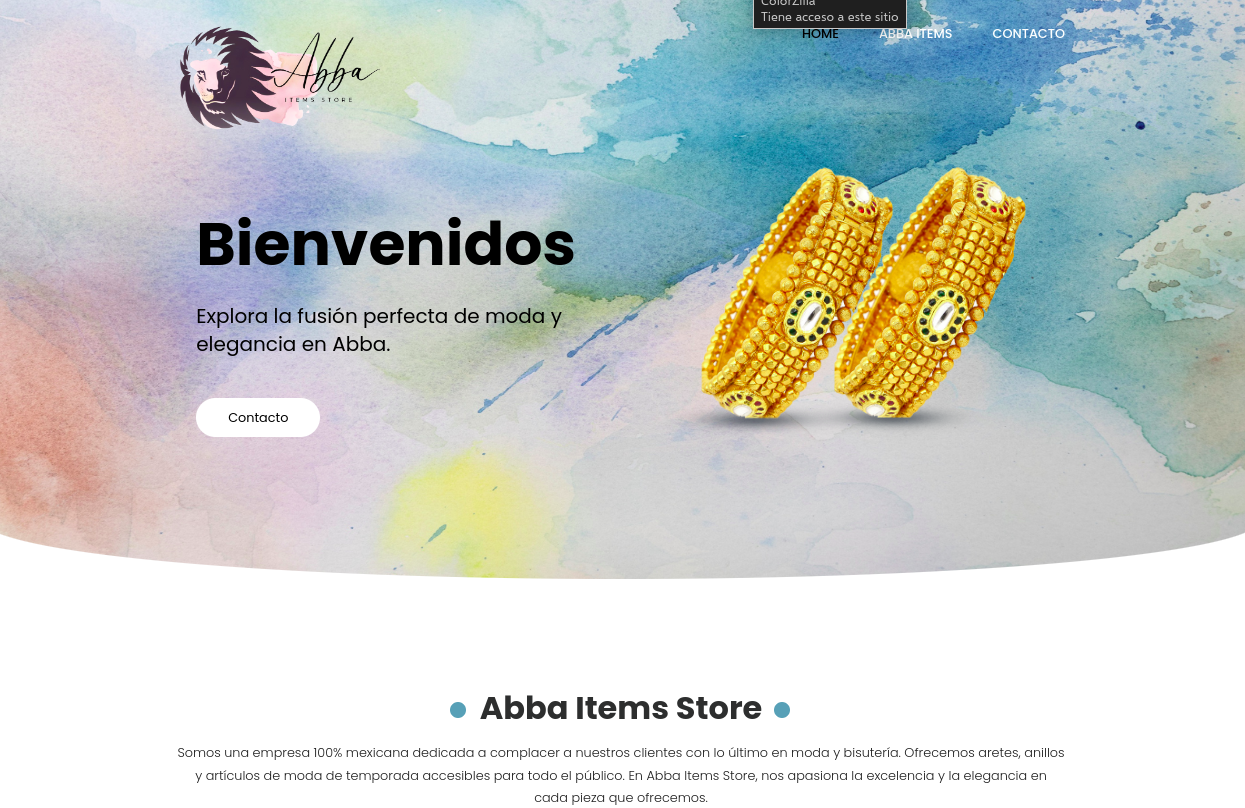 ColorZilla
Tiene acceso a este sitio
HOME
ABBA ITEMS
CONTACTO
Abba
ITEMS STORE
Bienvenidos
Explora la fusión perfecta de moda y
elegancia en Abba.
Contacto
Abba Items Store
Somos una empresa 100% mexicana dedicada a complacer a nuestros clientes con lo último en moda y bisutería. Ofrecemos aretes, anillos
y artículos de moda de temporada accesibles para todo el público. En Abba Items Store, nos apasiona la excelencia y la elegancia en
cada pieza que ofrecemos.